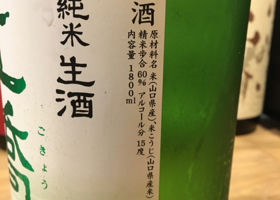 酒
原材料名 米(山口県産)、米こうじ(山口県産米)
精米歩合 60% アルコール分 15度
内容量 1800ml
純米生酒
ごきょう